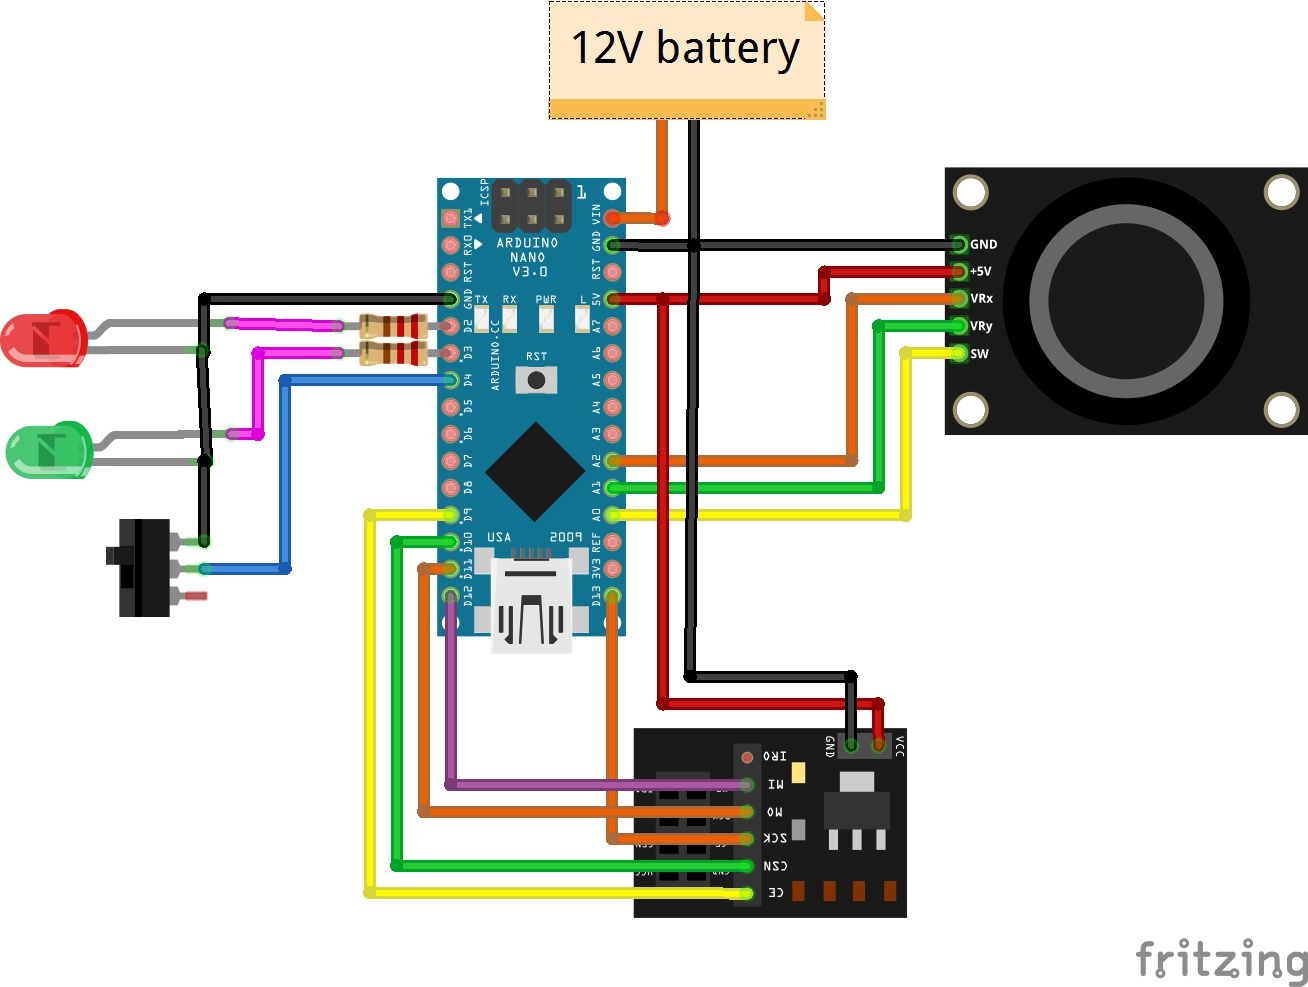 12V battery
ICSP
1
TX1
RX0
RST
GND
D2
D3
D4
D5
D6
D7
D8
D9
D10
D11
D12
ARDUINO
NANO
V3.0
TX
RX
PWR
L
RST
ARDUINO.CC
USA
2009
VIN
GND
RST
5V
A7
A6
A5
A4
A3
A2
A1
A0
REF
3V3
D13
GND
+5V
VRx
VRy
SW
GND
VCC
IRQ
MI
MO
SCK
CSN
CE
fritzing